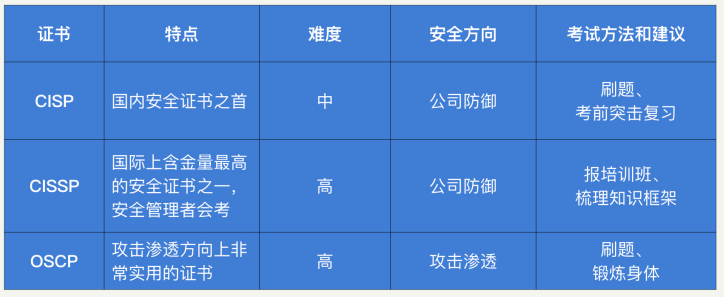 证书 特点 难度 安全方向 考试方法和建议
CISP 国内安全证书之首 中 公司防御 刷题、
考前突击复习
CISSP 国际上含金量最高
的安全证书之一，
安全管理者会考 高 公司防御 报培训班、
梳理知识框架
OSCP 攻击渗透方向上非
常实用的证书 高 攻击渗透 刷题、
锻炼身体